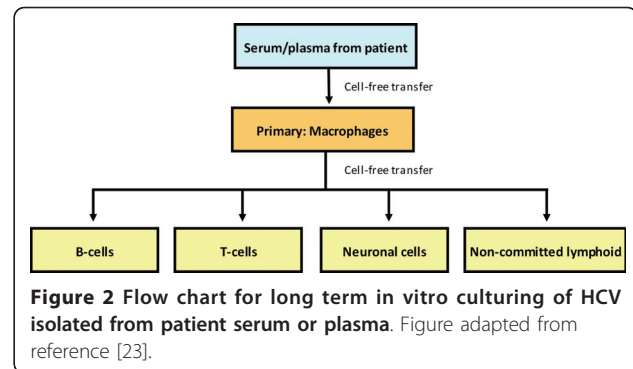 Serum/plasma from patient
Cell-free transfer
Primary: Macrophages
Cell-free transfer
B-cells
T-cells
Neuronal cells
Non-committed lymphoid
Figure 2 Flow chart for long term in vitro culturing of HCV
isolated from patient serum or plasma. Figure adapted from
reference [23].